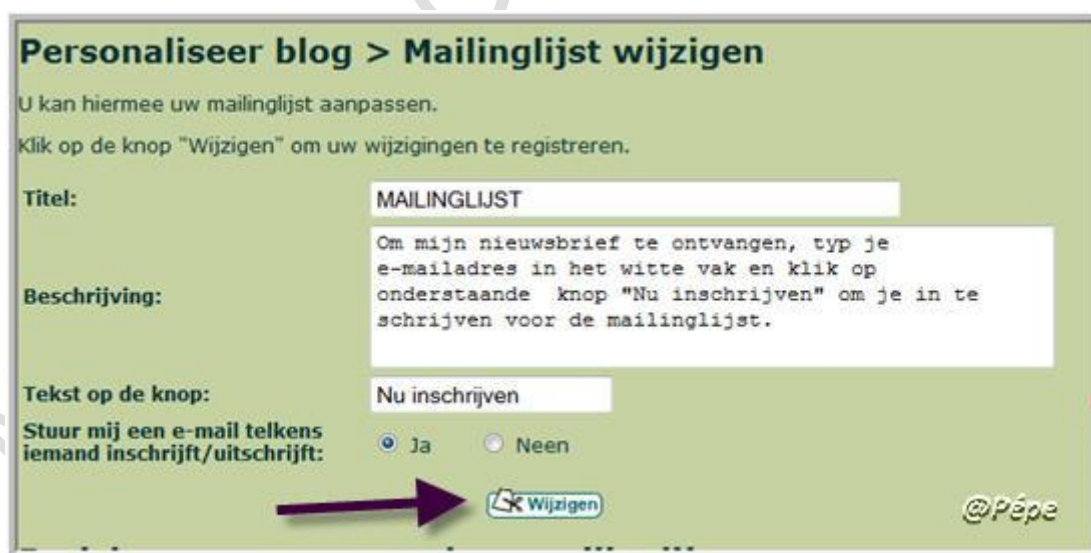 Personaliseer blog > Mailinglijst wijzigen
U kan hiermee uw mailinglijst aanpassen.
Klik op de knop "Wijzigen" om uw wijzigingen te registreren.
Titel: MAILINGLIJST
Beschrijving:
Om mijn nieuwsbrief te ontvangen, typ je
e-mailadres in het witte vak en klik op
onderstaande knop "Nu inschrijven" om je in te
schrijven voor de mailinglijst.
Tekst op de knop: Nu inschrijven
Stuur mij een e-mail telkens
iemand inschrijft/uitschrijft: Ja Neen
Wijzigen
@Pépe